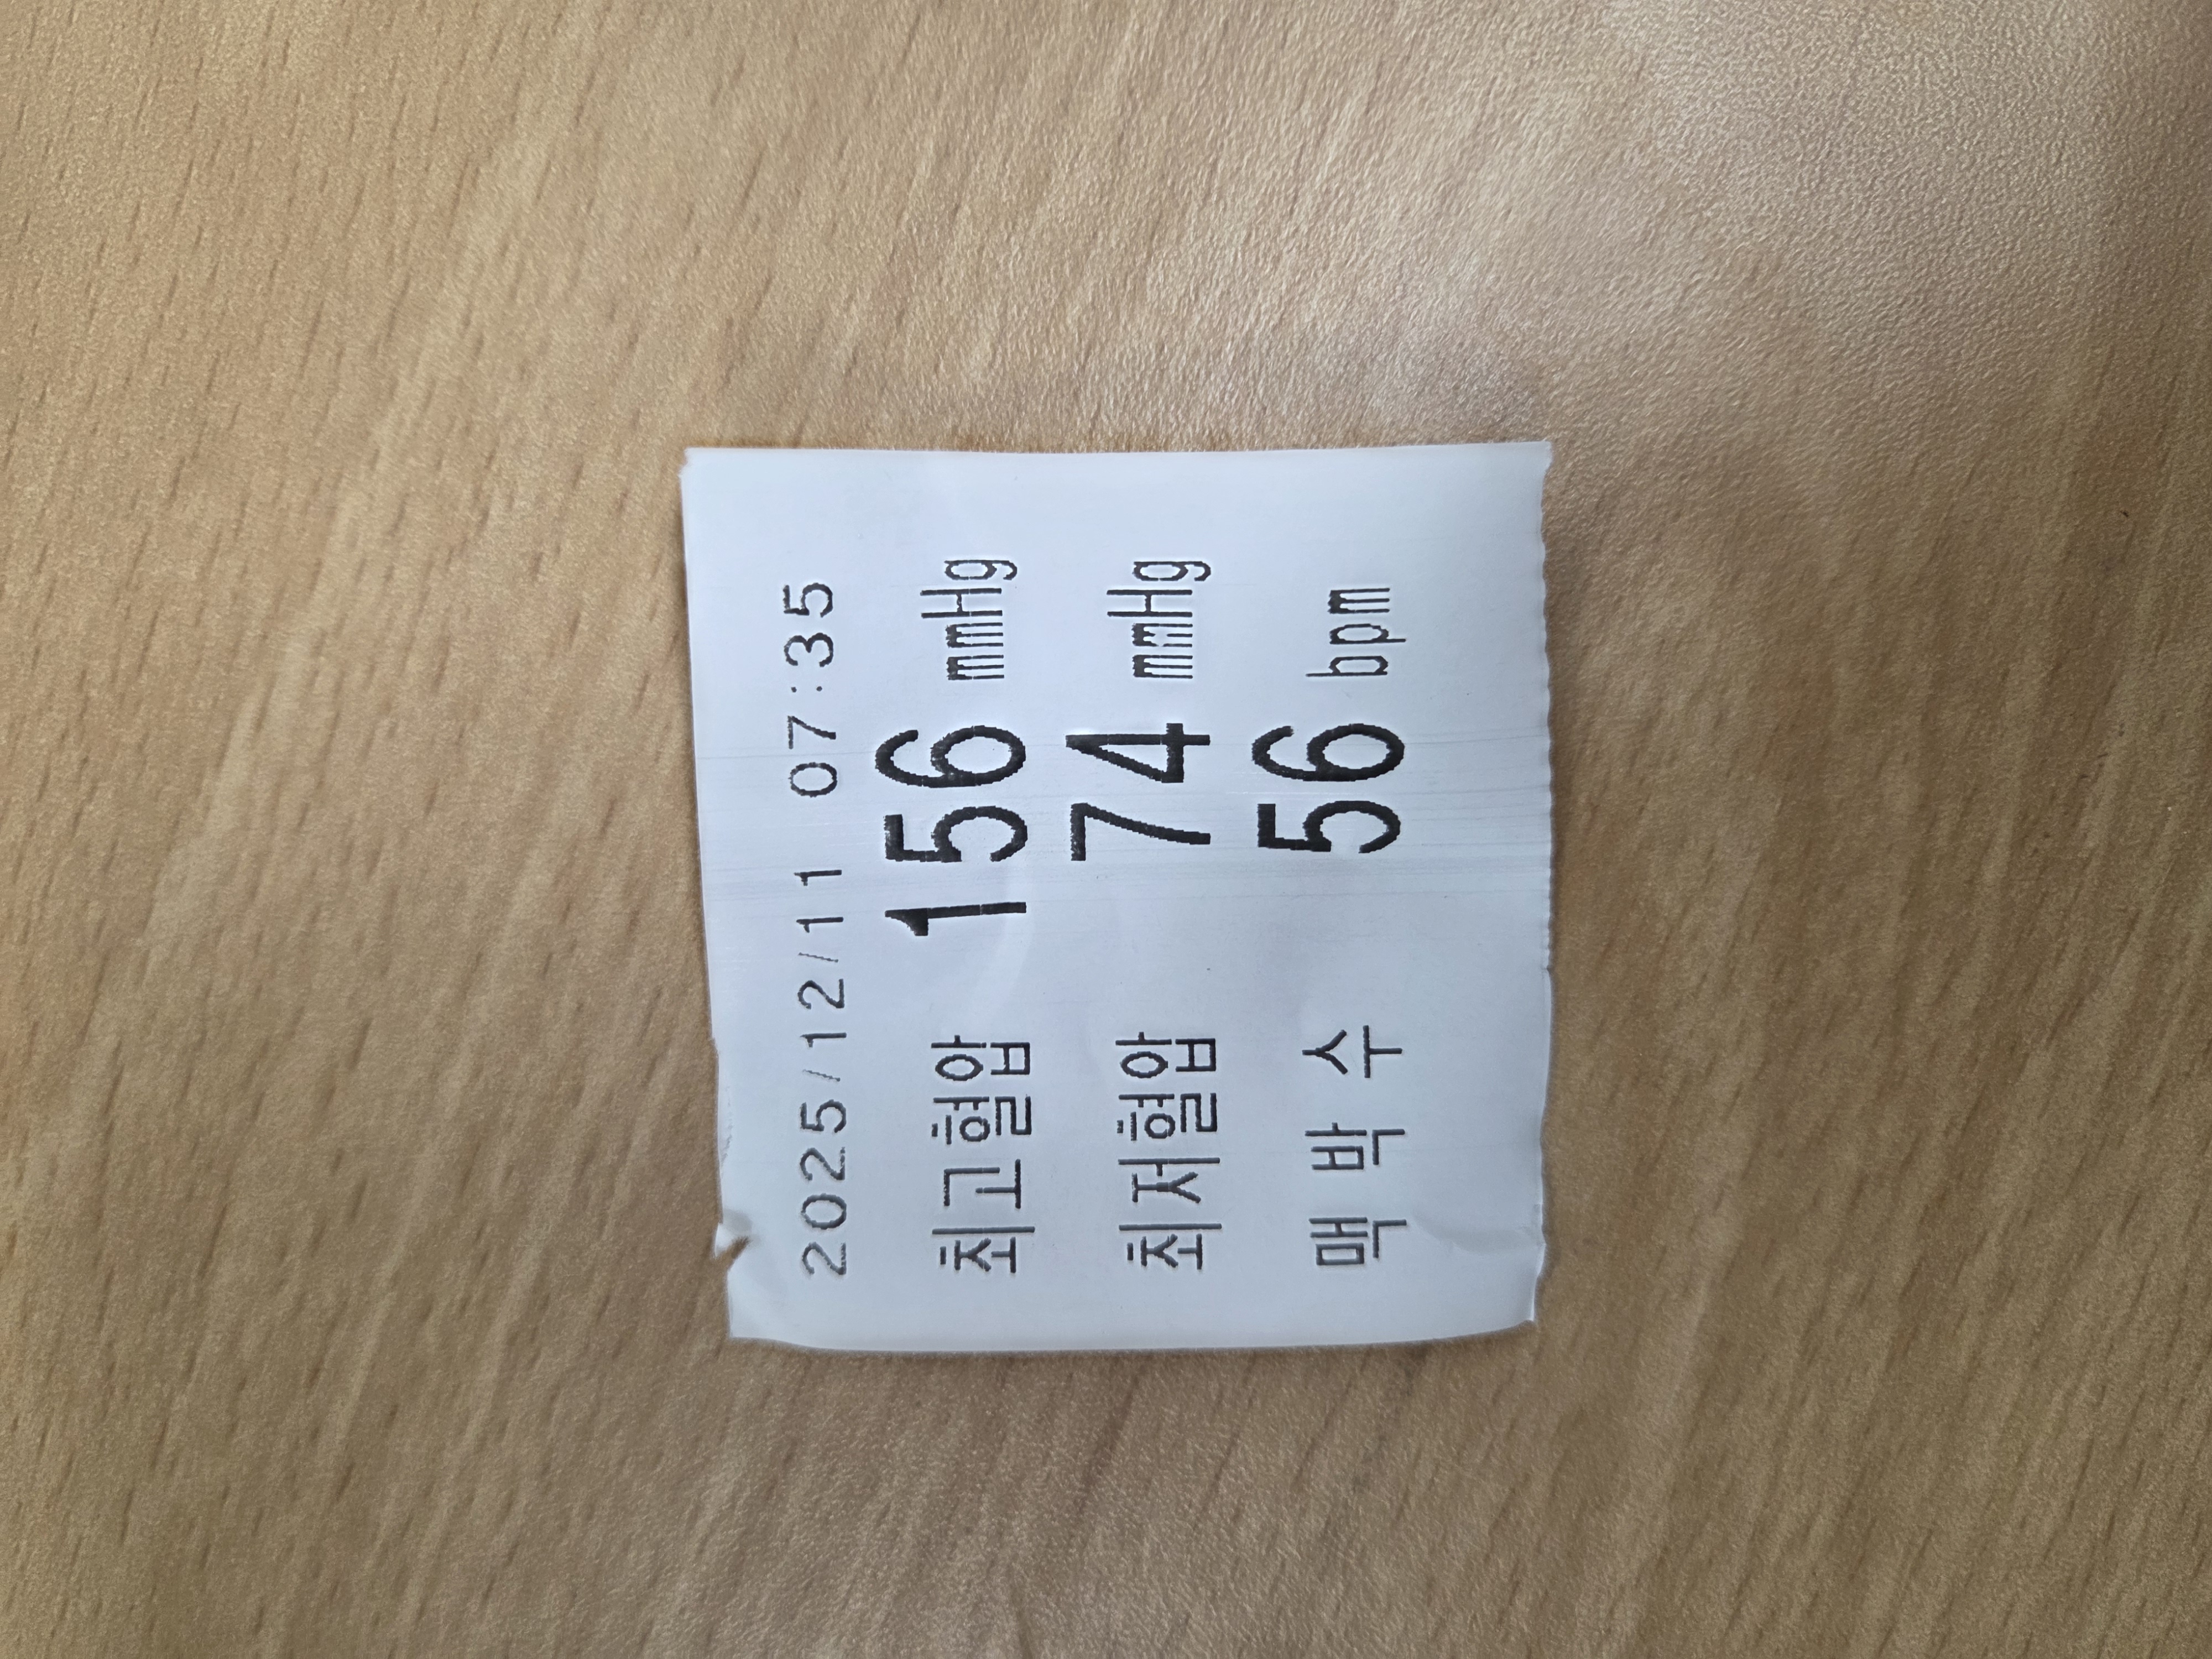 2025/12/11 07:35
최고혈압 156 mmHg
최저혈압 74 mmHg
맥 박 수 56 bpm